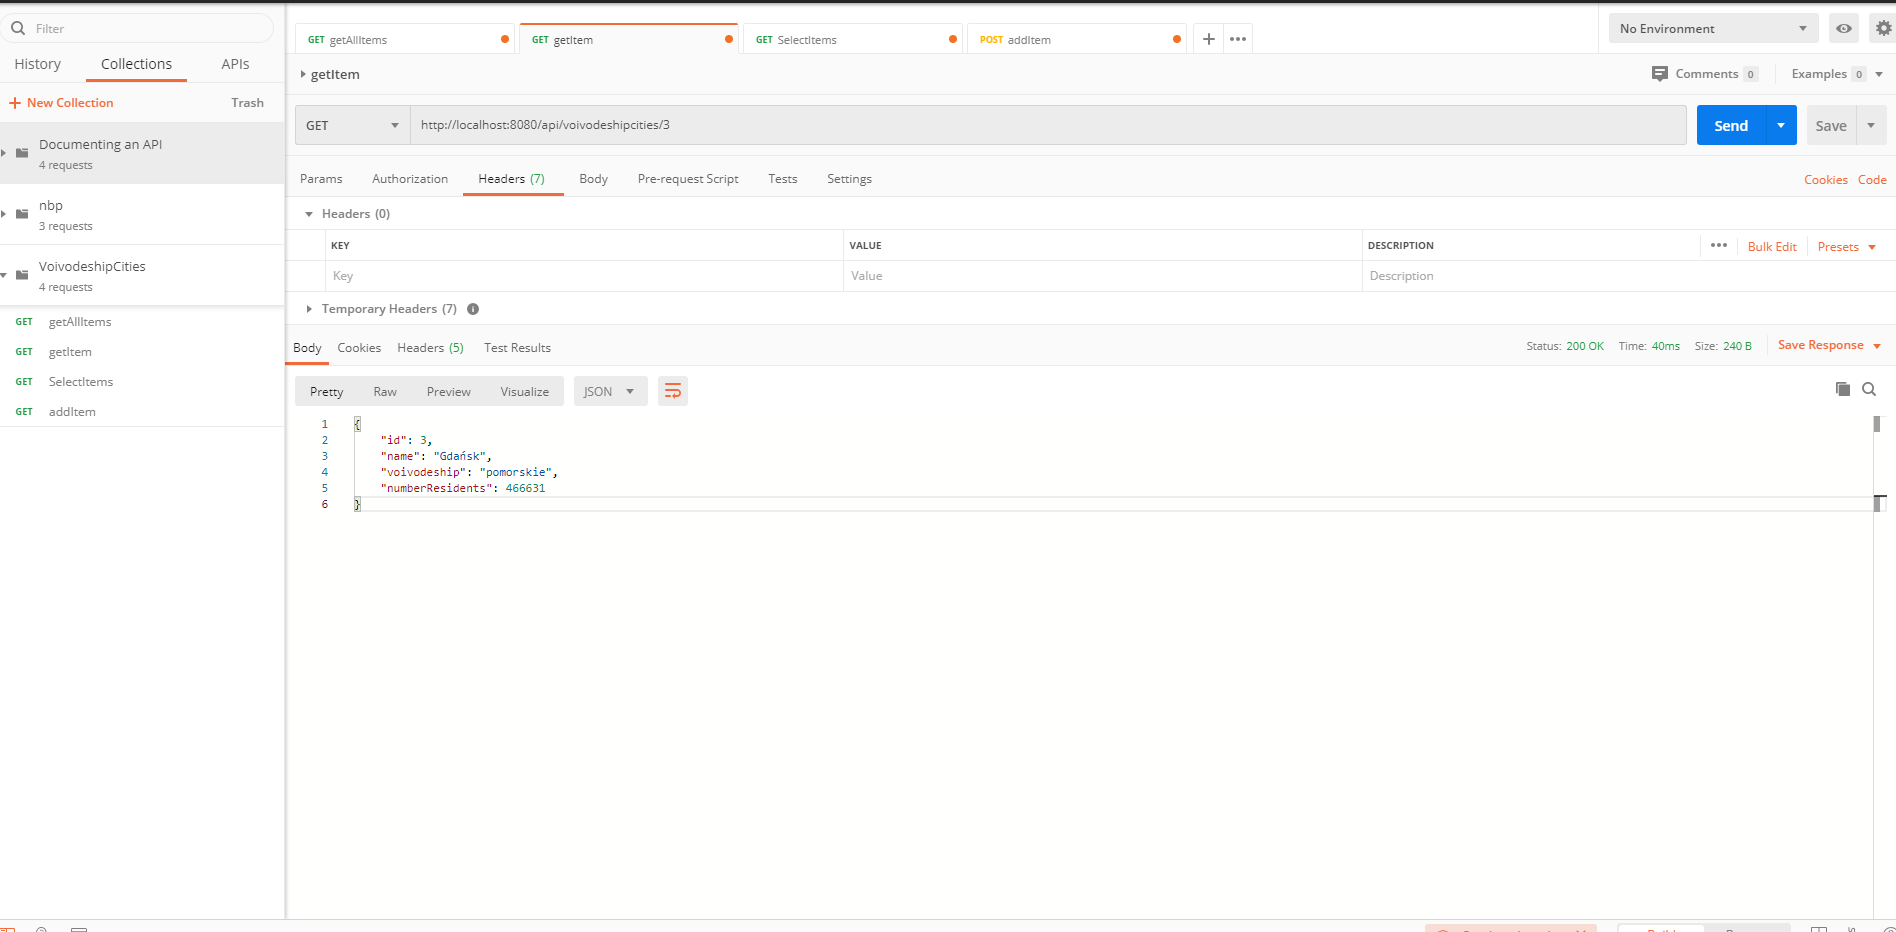 Filter
History Collections APIs
+ New Collection Trash
Documenting an API
4 requests
nbp
3 requests
VoivodeshipCities
4 requests
GET getAllItems
GET getItem
GET SelectItems
GET addItem
GET getAllItems GET getItem GET SelectItems POST addItem + •••
No Environment
getItem
Comments 0 Examples 0
GET http://localhost:8080/api/voivodeshipcities/3 Send Save
Params Authorization Headers (7) Body Pre-request Script Tests Settings Cookies Code
Headers (0)
KEY VALUE DESCRIPTION ••• Bulk Edit Presets
Key Value Description
Temporary Headers (7)
Body Cookies Headers (5) Test Results Status: 200 OK Time: 40ms Size: 240 B Save Response
Pretty Raw Preview Visualize JSON
1 {
2 "id": 3,
3 "name": "Gdańsk",
4 "voivodeship": "pomorskie",
5 "numberResidents": 466631
6 }